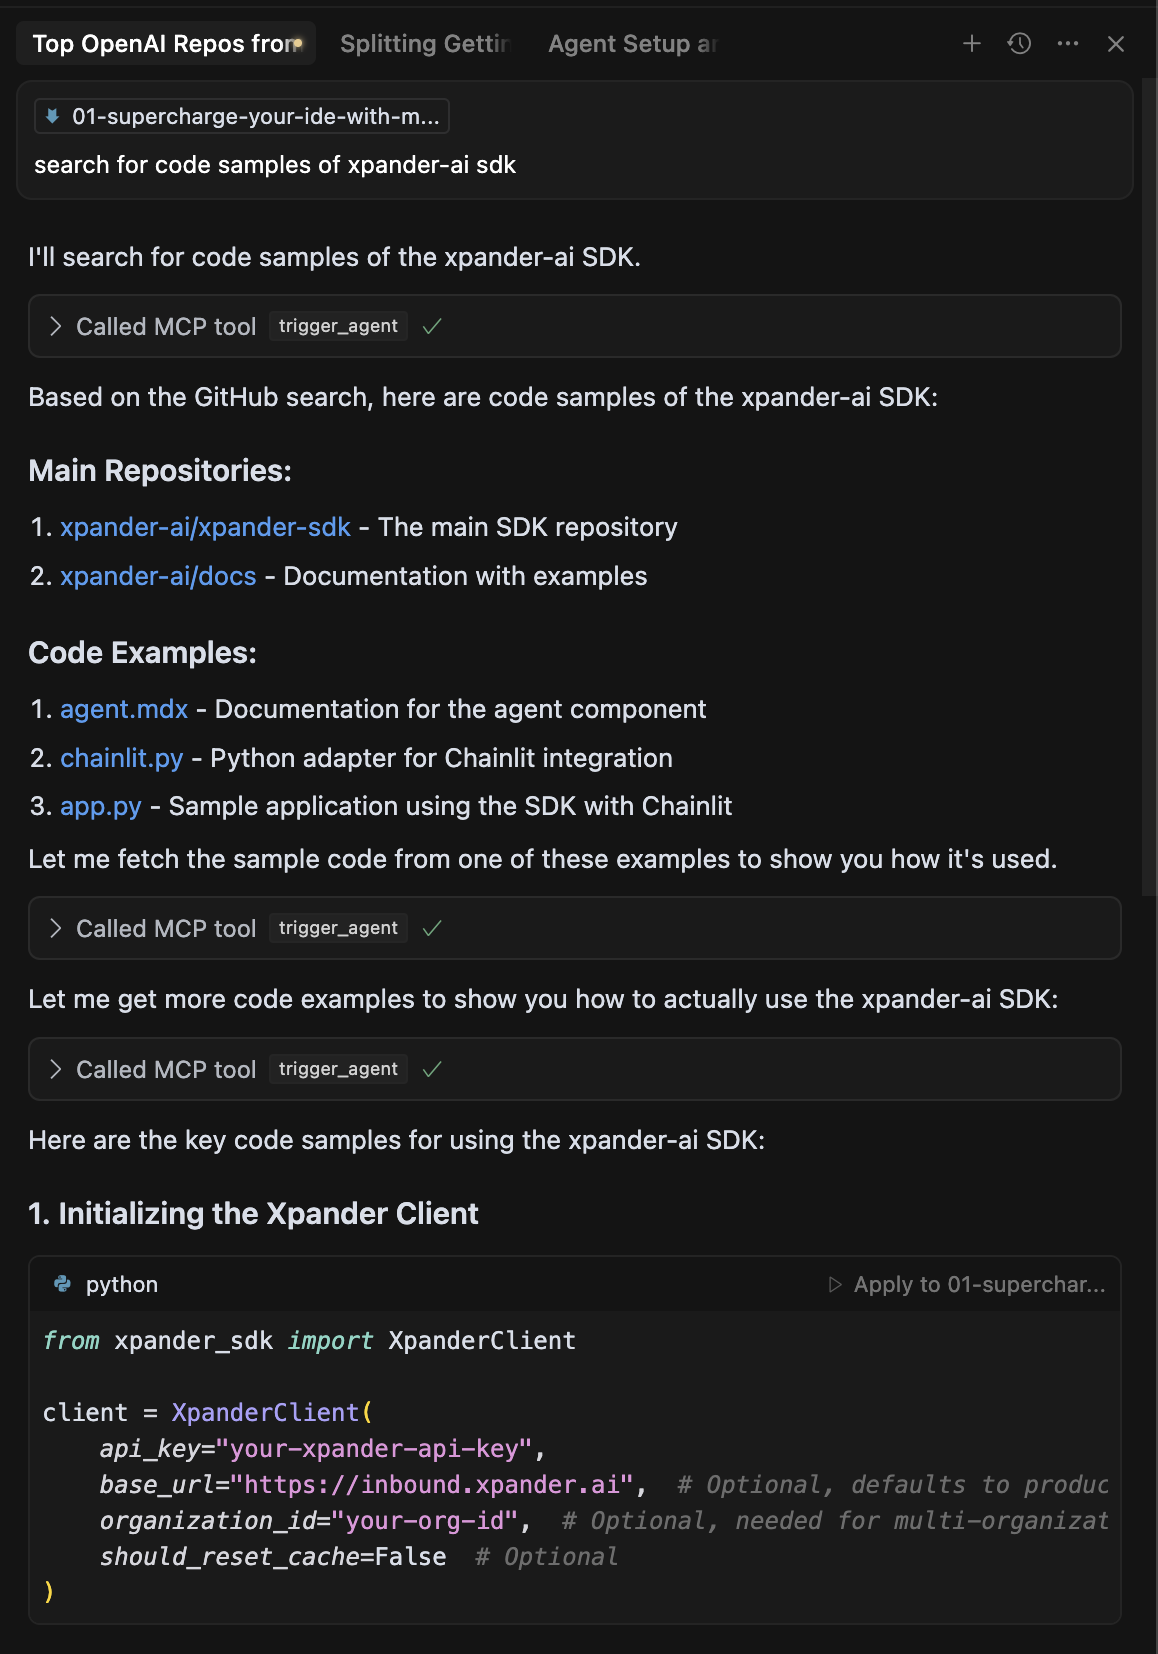 Top OpenAI Repos from
Splitting Gettin
Agent Setup ar
01-supercharge-your-ide-with-m...
search for code samples of xpander-ai sdk
I'll search for code samples of the xpander-ai SDK.
Called MCP tool trigger_agent
Based on the GitHub search, here are code samples of the xpander-ai SDK:
Main Repositories:
1. xpander-ai/xpander-sdk - The main SDK repository
2. xpander-ai/docs - Documentation with examples
Code Examples:
1. agent.mdx - Documentation for the agent component
2. chainlit.py - Python adapter for Chainlit integration
3. app.py - Sample application using the SDK with Chainlit
Let me fetch the sample code from one of these examples to show you how it's used.
Called MCP tool trigger_agent
Let me get more code examples to show you how to actually use the xpander-ai SDK:
Called MCP tool trigger_agent
Here are the key code samples for using the xpander-ai SDK:
1. Initializing the Xpander Client
python
Apply to 01-superchar...
from xpander_sdk import XpanderClient
client = XpanderClient(
    api_key="your-xpander-api-key",
    base_url="https://inbound.xpander.ai",  # Optional, defaults to produc
    organization_id="your-org-id",  # Optional, needed for multi-organizat
    should_reset_cache=False  # Optional
)